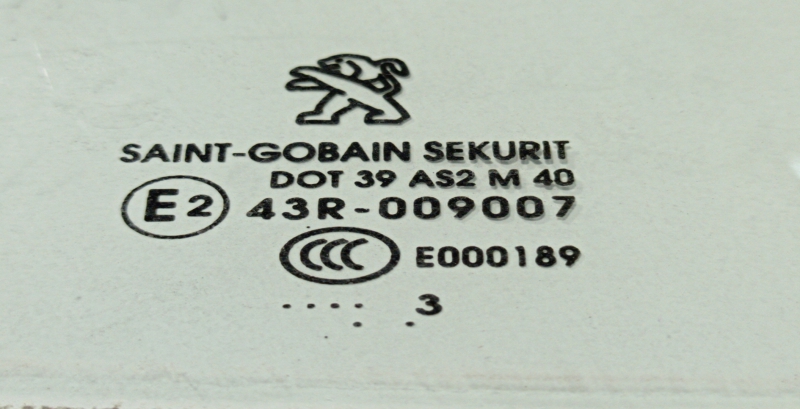 SAINT-GOBAIN SEKURIT
DOT 39 AS2 M 40
E2 43R-009007
CCC E000189
.... 3
. .